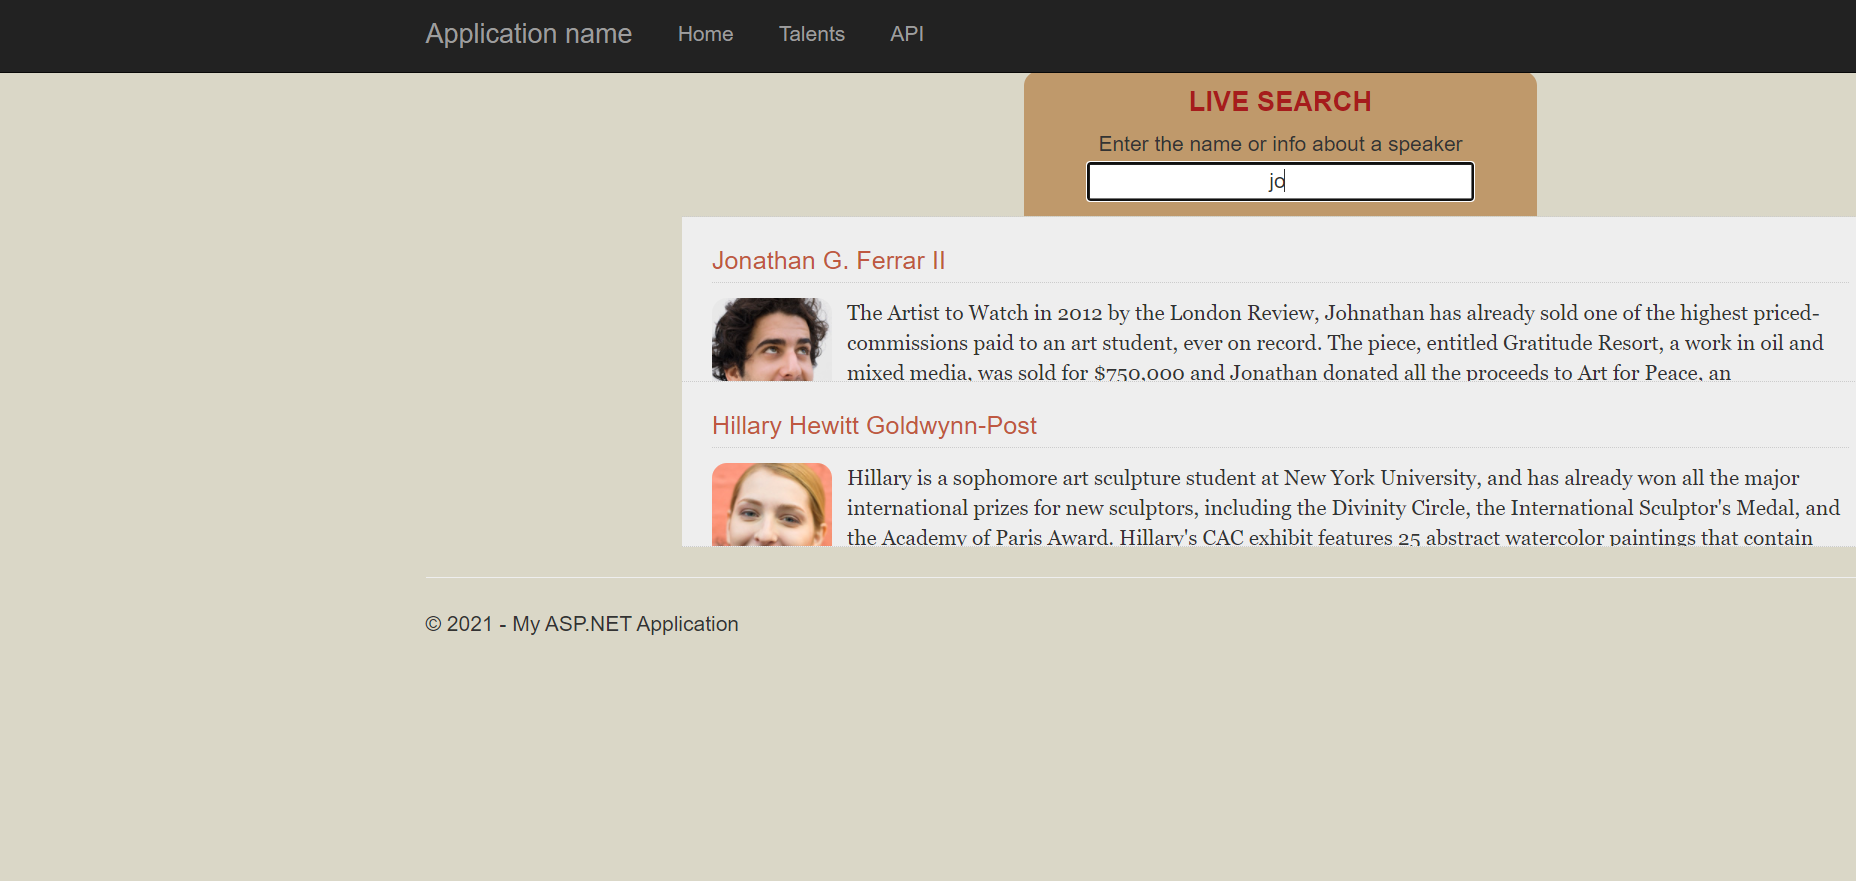 Application name Home Talents API
LIVE SEARCH
Enter the name or info about a speaker
jo
Jonathan G. Ferrar II
The Artist to Watch in 2012 by the London Review, Johnathan has already sold one of the highest priced-
commissions paid to an art student, ever on record. The piece, entitled Gratitude Resort, a work in oil and
mixed media, was sold for $750,000 and Jonathan donated all the proceeds to Art for Peace, an
Hillary Hewitt Goldwynn-Post
Hillary is a sophomore art sculpture student at New York University, and has already won all the major
international prizes for new sculptors, including the Divinity Circle, the International Sculptor's Medal, and
the Academy of Paris Award. Hillary's CAC exhibit features 25 abstract watercolor paintings that contain
© 2021 - My ASP.NET Application